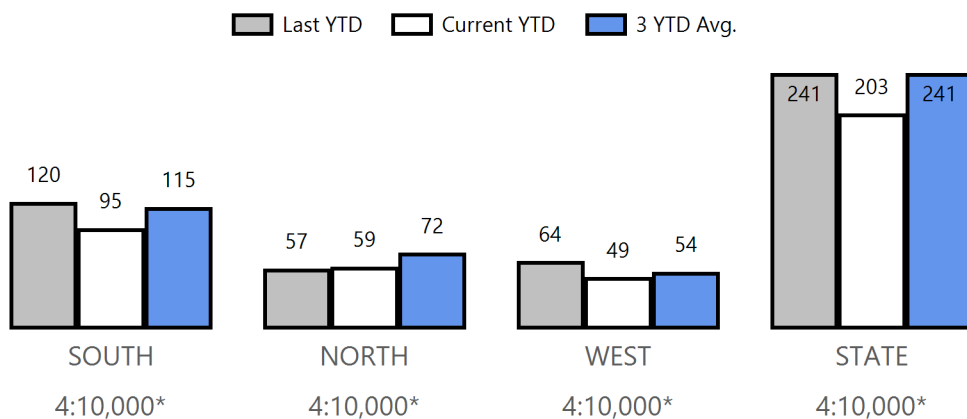 Last YTD Current YTD 3 YTD Avg.
241 203 241
120 95 115
57 59 72
64 49 54
SOUTH NORTH WEST STATE
4:10,000* 4:10,000* 4:10,000* 4:10,000*